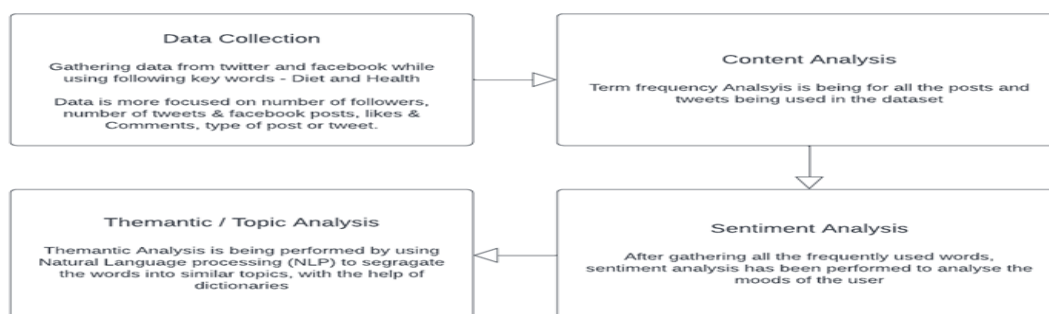 Data Collection
Gathering data from twitter and facebook while
using following key words - Diet and Health
Data is more focused on number of followers,
number of tweets & facebook posts, likes &
Comments, type of post or tweet.
Content Analysis
Term frequency Analsyis is being for all the posts and
tweets being used in the dataset
Sentiment Analysis
After gathering all the frequently used words,
sentiment analysis has been performed to analyse the
moods of the user
Themantic / Topic Analysis
Themantic Analysis is being performed by using
Natural Language processing (NLP) to segragate
the words into similar topics, with the help of
dictionaries